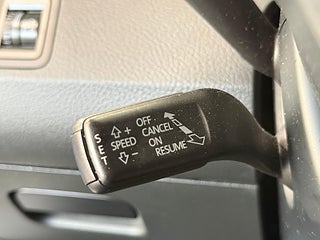 SET
+
SPEED
-
OFF
CANCEL
ON
RESUME